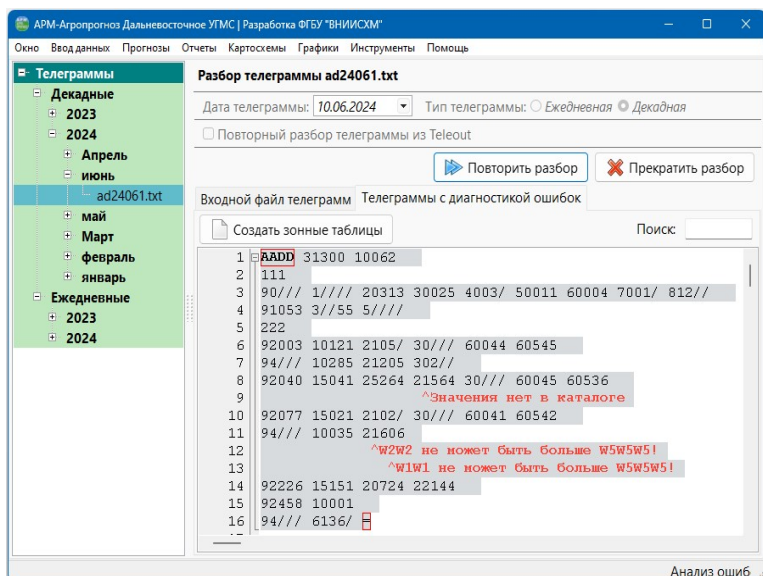 АРМ-Агропрогноз Дальневосточное УГМС | Разработка ФГБУ "ВНИИСХМ"
Окно Ввод данных Прогнозы Отчеты Картосхемы Графики Инструменты Помощь
Телеграммы
Декадные
2023
2024
Апрель
июнь
ad24061.txt
май
Март
февраль
январь
Ежедневные
2023
2024
Разбор телеграммы ad24061.txt
Дата телеграммы: 10.06.2024 Тип телеграммы: Ежедневная Декадная
Повторный разбор телеграммы из Teleout
Повторить разбор Прекратить разбор
Входной файл телеграмм Телеграммы с диагностикой ошибок
Создать зонные таблицы Поиск:
1 AADD 31300 10062
2 111
3 90/// 1//// 20313 30025 4003/ 50011 60004 7001/ 812//
4 91053 3//55 5////
5 222
6 92003 10121 2105/ 30/// 60044 60545
7 94/// 10285 21205 302//
8 92040 15041 25264 21564 30/// 60045 60536
9 ^Значения нет в каталоге
10 92077 15021 2102/ 30/// 60041 60542
11 94/// 10035 21606
12 ^W2W2 не может быть больше W5W5W5!
13 ^W1W1 не может быть больше W5W5W5!
14 92226 15151 20724 22144
15 92458 10001
16 94/// 6136/ =
Анализ ошиб